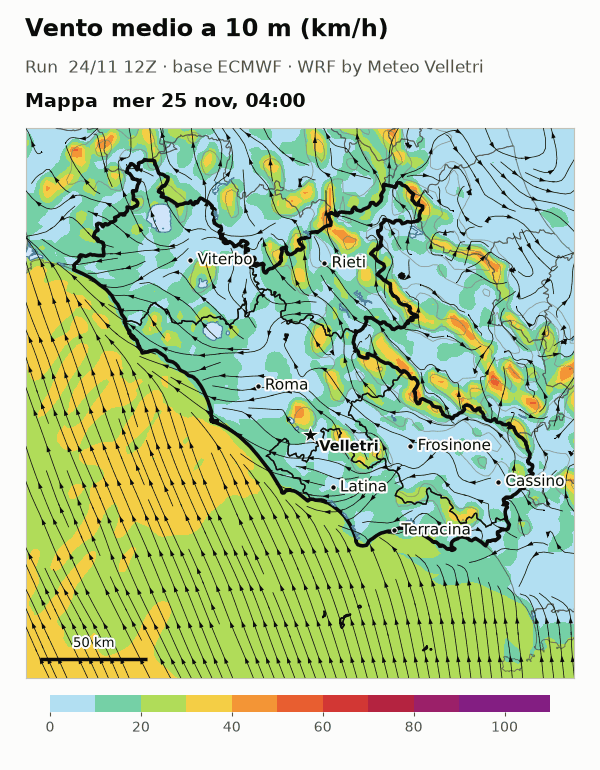 Vento medio a 10 m (km/h)
Run  24/11 12Z · base ECMWF · WRF by Meteo Velletri
Mappa  mer 25 nov, 04:00
Viterbo
Rieti
Roma
Velletri
Frosinone
Cassino
Latina
Terracina
50 km
0 20 40 60 80 100